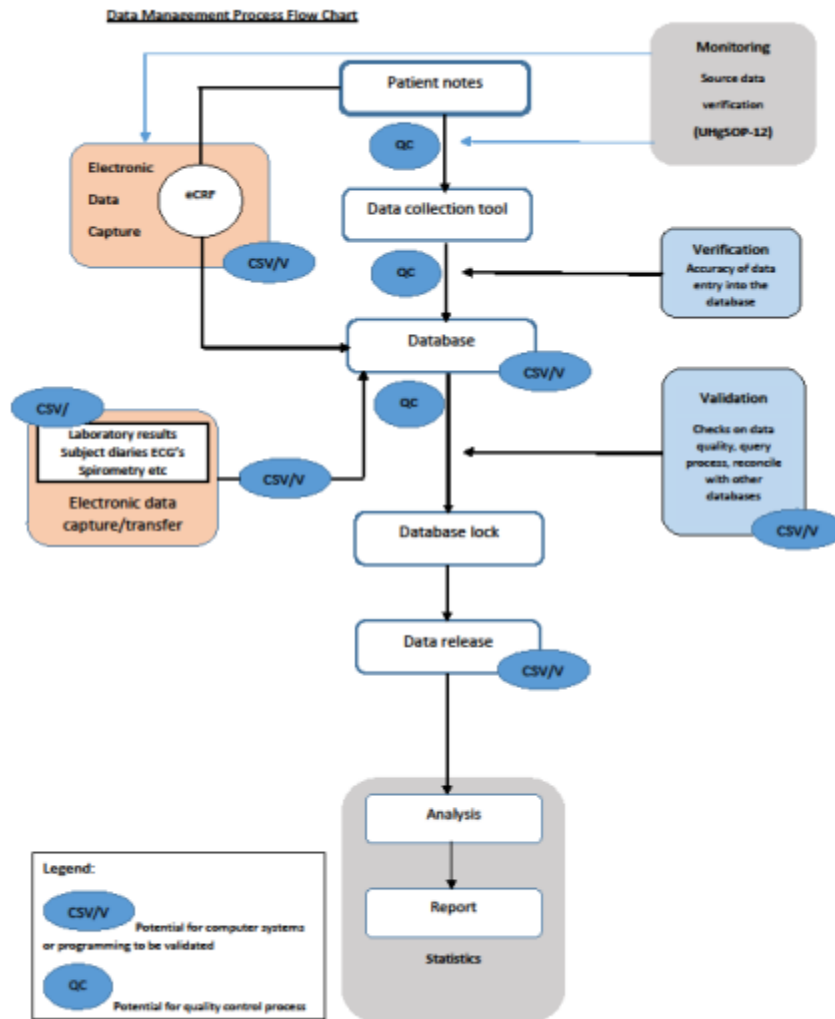 Data Management Process Flow Chart
Monitoring
Source data
verification
(UHgSOP-12)
Patient notes
QC
Electronic
Data
Capture
eCRF
CSV/V
Data collection tool
QC
Verification
Accuracy of data
entry into the
database
Database
CSV/V
QC
Validation
Checks on data
quality, query
process, reconcile
with other
databases
CSV/V
CSV/
Laboratory results
Subject diaries ECG's
Spirometry etc
Electronic data
capture/transfer
CSV/V
Database lock
Data release
CSV/V
Analysis
Report
Statistics
Legend:
CSV/V
Potential for computer systems
or programming to be validated
QC
Potential for quality control process